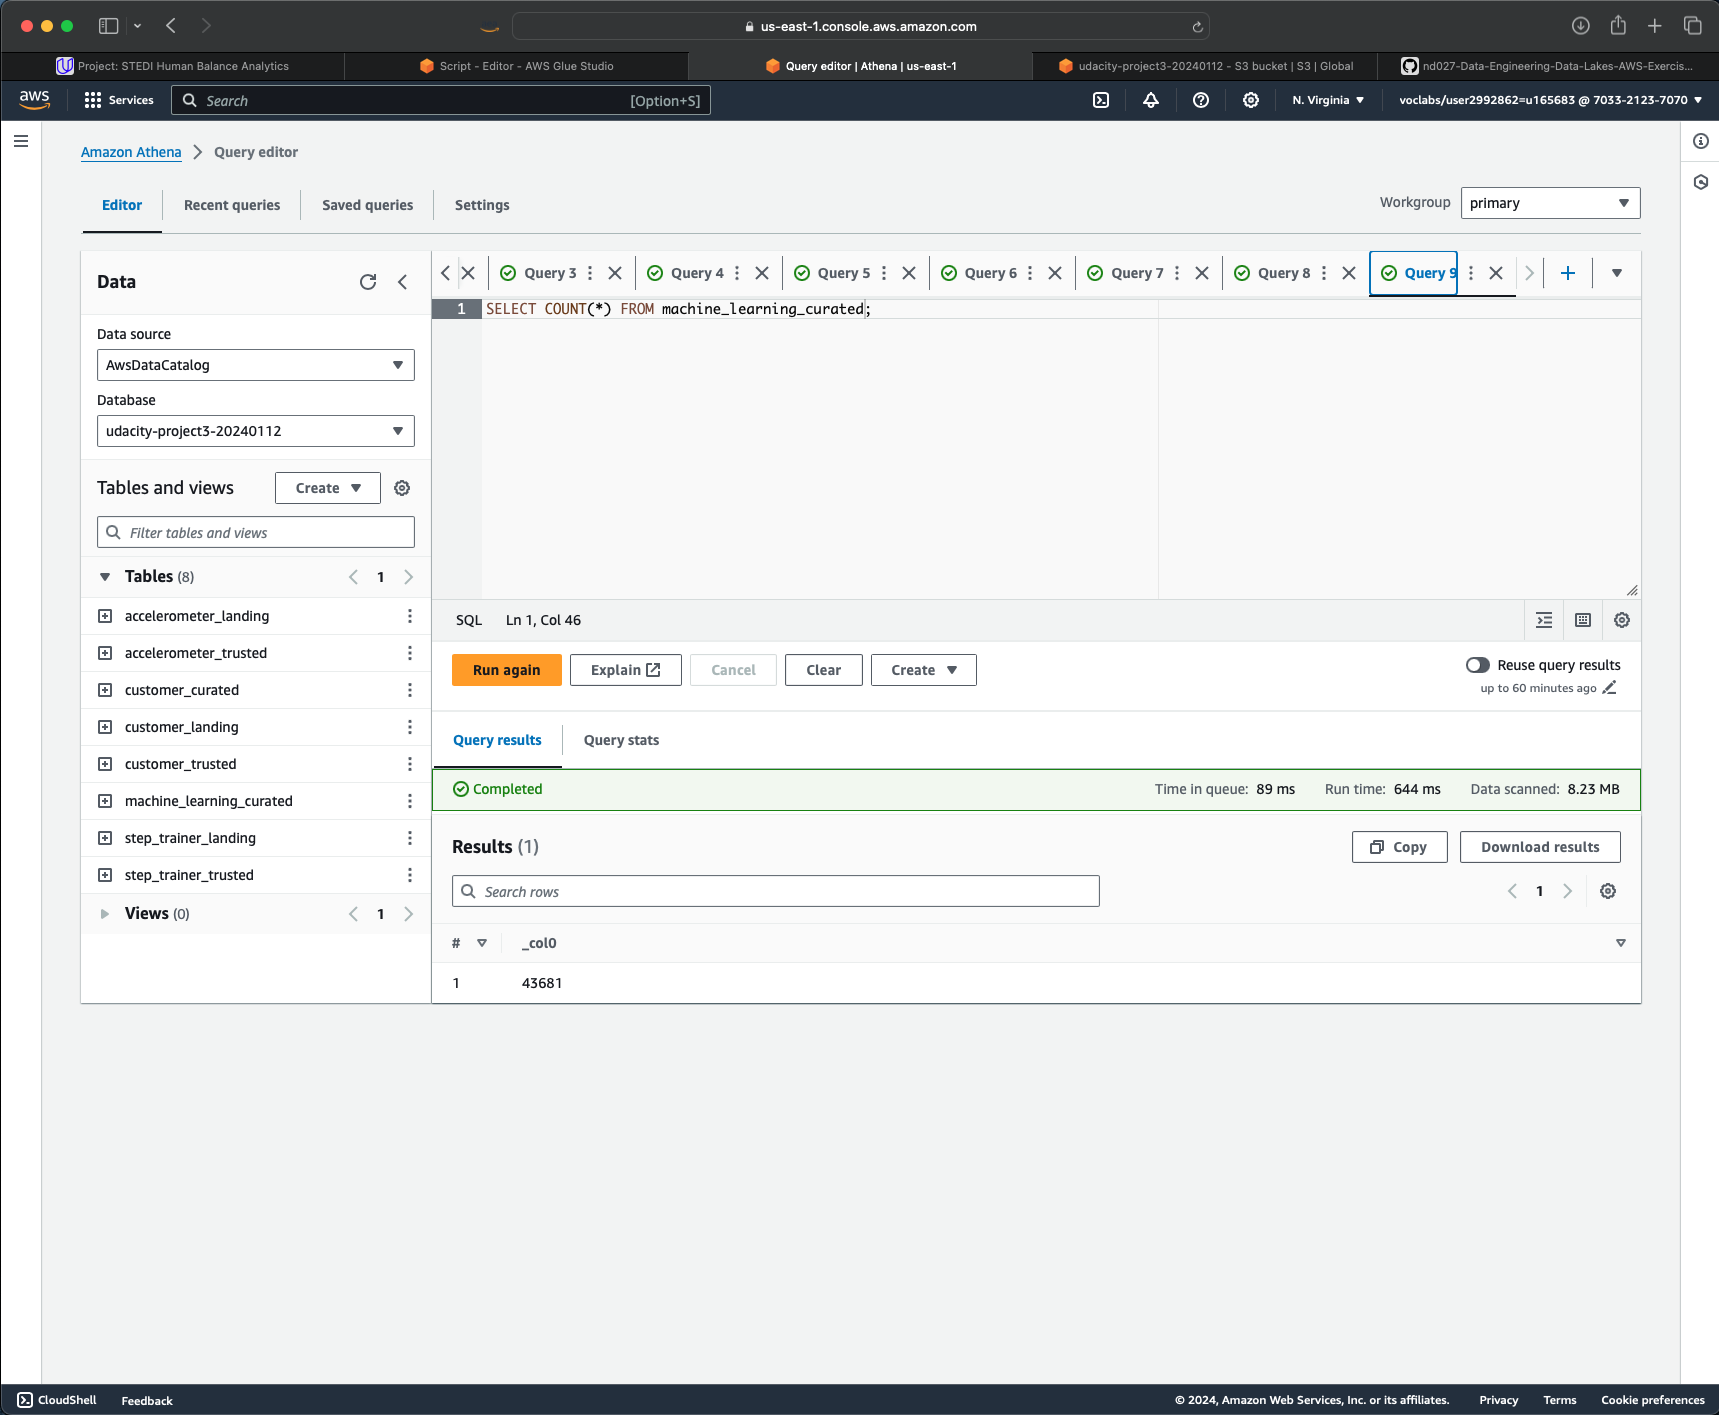 us-east-1.console.aws.amazon.com
Project: STEDI Human Balance Analytics
Script - Editor - AWS Glue Studio
Query editor | Athena | us-east-1
udacity-project3-20240112 - S3 bucket | S3 | Global
nd027-Data-Engineering-Data-Lakes-AWS-Exercis...
aws
Services
Search
[Option+S]
N. Virginia
voclabs/user2992862=u165683 @ 7033-2123-7070
Amazon Athena
Query editor
Editor
Recent queries
Saved queries
Settings
Workgroup
primary
Data
Data source
AwsDataCatalog
Database
udacity-project3-20240112
Tables and views
Create
Filter tables and views
Tables (8)
1
accelerometer_landing
accelerometer_trusted
customer_curated
customer_landing
customer_trusted
machine_learning_curated
step_trainer_landing
step_trainer_trusted
Views (0)
1
Query 3
Query 4
Query 5
Query 6
Query 7
Query 8
Query 9
1
SELECT COUNT(*) FROM machine_learning_curated;
SQL
Ln 1, Col 46
Run again
Explain
Cancel
Clear
Create
Reuse query results
up to 60 minutes ago
Query results
Query stats
Completed
Time in queue: 89 ms
Run time: 644 ms
Data scanned: 8.23 MB
Results (1)
Copy
Download results
Search rows
1
#
_col0
1
43681
CloudShell
Feedback
© 2024, Amazon Web Services, Inc. or its affiliates.
Privacy
Terms
Cookie preferences